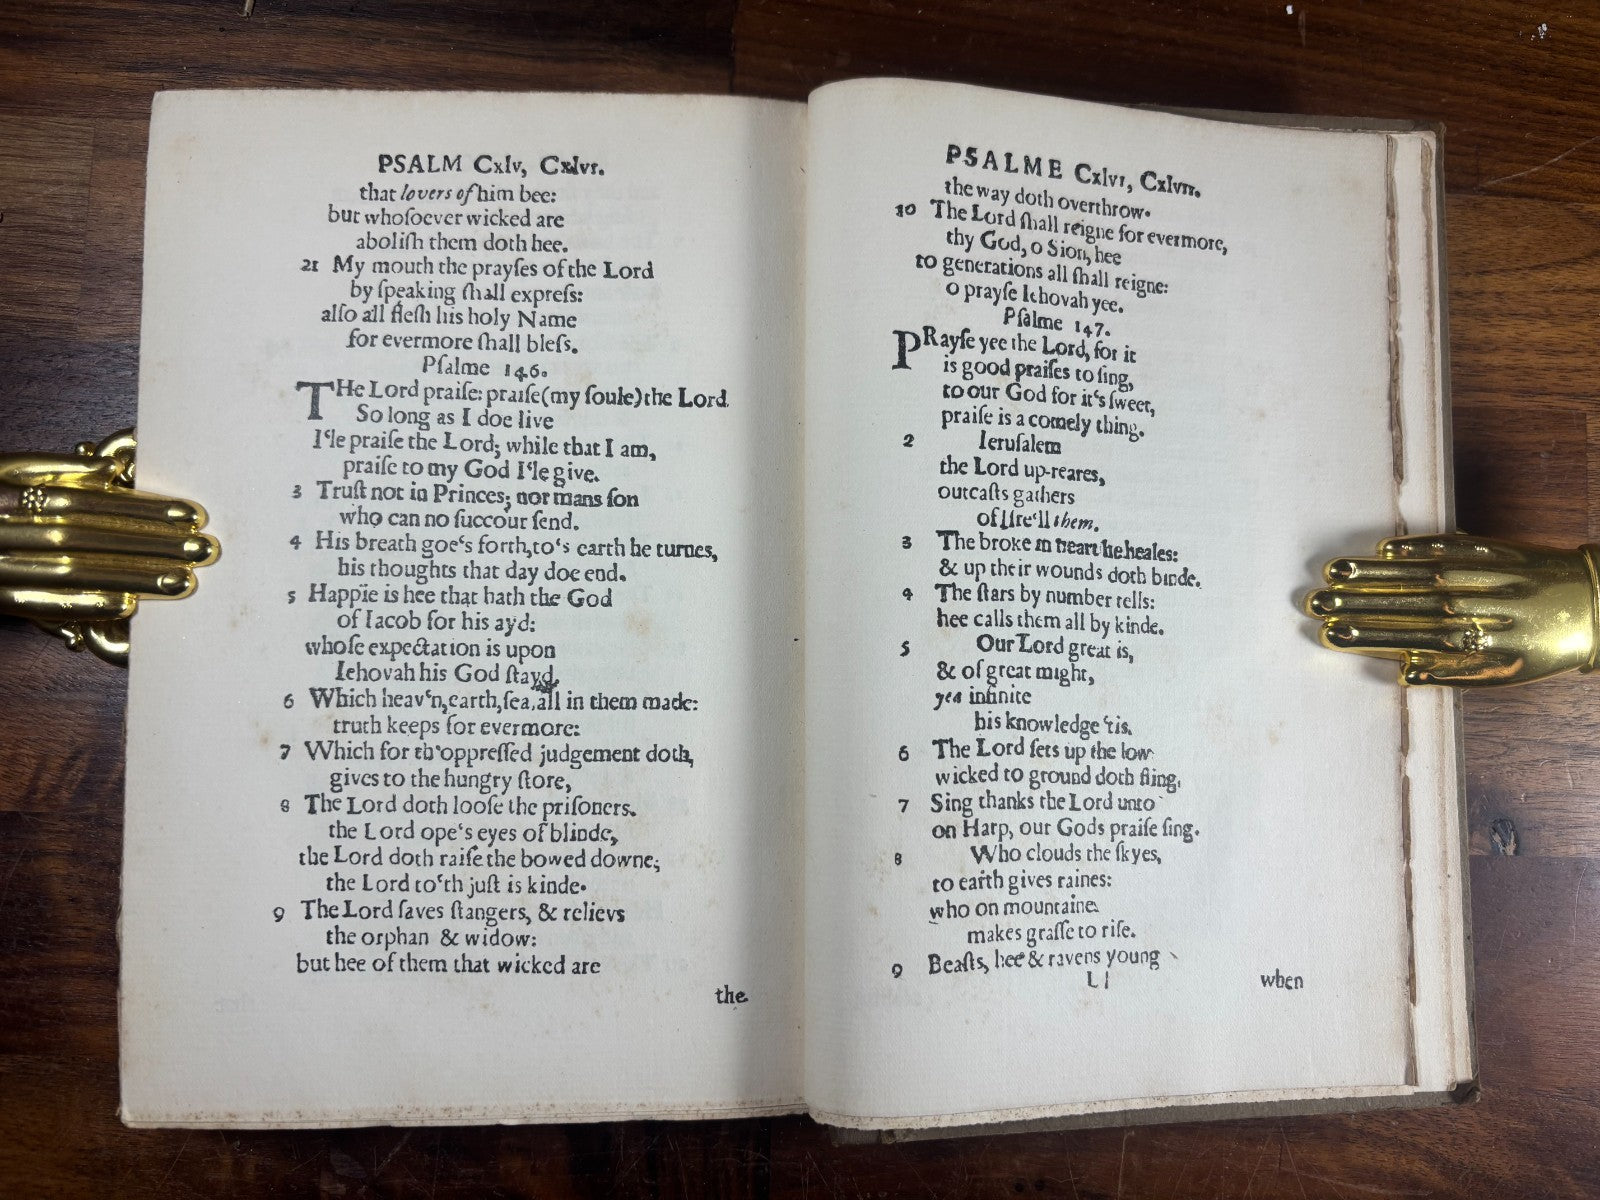 PSALM Cxlv, Cxlvı.
that lovers of him bee:
but whoſoever wicked are
aboliſh them doth hee.
21 My mouth the prayſes of the Lord
by ſpeaking ſhall expreſs:
alſo all fleſh his holy Name
for evermore ſhall bleſs.
Pſalme 146.
THe Lord praiſe: praiſe (my ſoule) the Lord.
So long as I doe live
I'le praiſe the Lord; while that I am,
praiſe to my God I'le give.
3 Truſt not in Princes; nor mans ſon
who can no ſuccour ſend.
4 His breath goe's forth, to's earth he turnes,
his thoughts that day doe end.
5 Happie is hee that hath the God
of Iacob for his ayd:
whoſe expectation is upon
Iehovah his God ſtayd.
6 Which heav'n, earth, ſea, all in them made:
truth keeps for evermore:
7 Which for th'oppreſſed judgement doth,
gives to the hungry ſtore,
8 The Lord doth looſe the priſoners.
the Lord ope's eyes of blinde,
the Lord doth raiſe the bowed downe;
the Lord to'th juſt is kinde.
9 The Lord ſaves ſtangers, & relievs
the orphan & widow:
but hee of them that wicked are
the
PSALME Cxlvı, Cxlvıı.
the way doth overthrow.
10 The Lord ſhall reigne for evermore,
thy God, o Sion, hee
to generations all ſhall reigne:
o prayſe Iehovah yee.
Pſalme 147.
PRayſe yee the Lord, for it
is good praiſes to ſing,
to our God for it's ſweet,
praiſe is a comely thing.
2 Ieruſalem
the Lord up-reares,
outcaſts gathers
of Iſre'll them.
3 The broke in heart he heales:
& up their wounds doth binde.
4 The ſtars by number tells:
hee calls them all by kinde.
5 Our Lord great is,
& of great might,
yea infinite
his knowledge 'tis.
6 The Lord ſets up the low
wicked to ground doth fling,
7 Sing thanks the Lord unto
on Harp, our Gods praiſe ſing.
8 Who clouds the ſkyes,
to earth gives raines:
who on mountaine
makes graſſe to riſe.
9 Beaſts, hee & ravens young
Ll
when